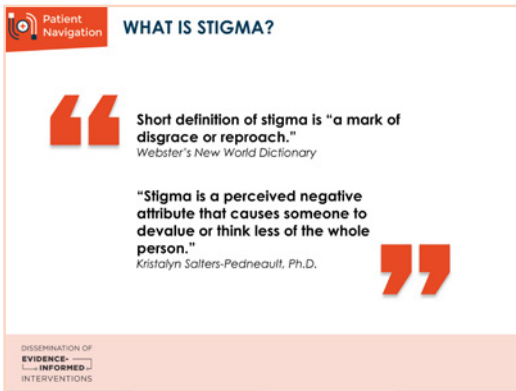 Patient
Navigation
WHAT IS STIGMA?
Short definition of stigma is “a mark of
disgrace or reproach.”
Webster’s New World Dictionary
“Stigma is a perceived negative
attribute that causes someone to
devalue or think less of the whole
person.”
Kristalyn Salters-Pedneault, Ph.D.
DISSEMINATION OF
EVIDENCE-
INFORMED
INTERVENTIONS